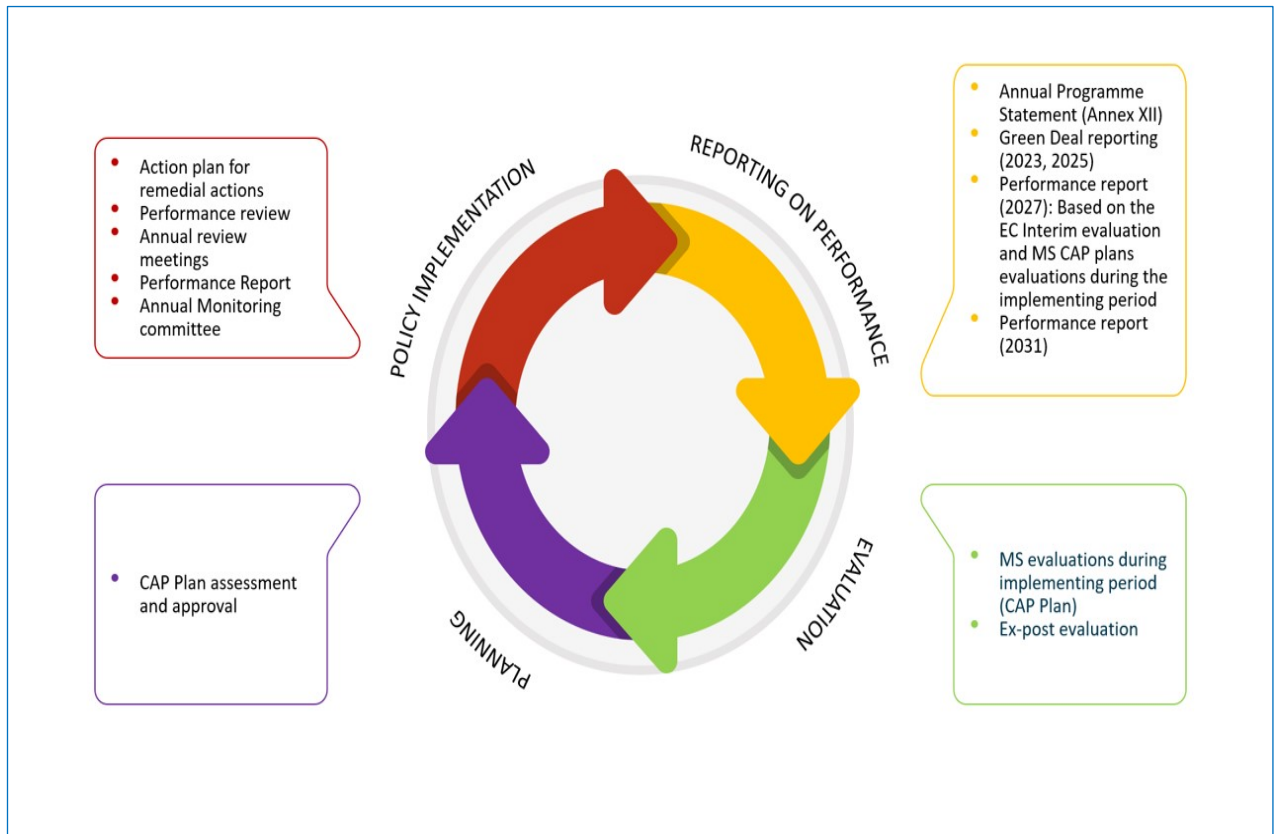 POLICY IMPLEMENTATION
• Action plan for
remedial actions
• Performance review
• Annual review
meetings
• Performance Report
• Annual Monitoring
committee
REPORTING ON PERFORMANCE
• Annual Programme
Statement (Annex XII)
• Green Deal reporting
(2023, 2025)
• Performance report
(2027): Based on the
EC Interim evaluation
and MS CAP plans
evaluations during the
implementing period
• Performance report
(2031)
PLANNING
• CAP Plan assessment
and approval
EVALUATION
• MS evaluations during
implementing period
(CAP Plan)
• Ex-post evaluation